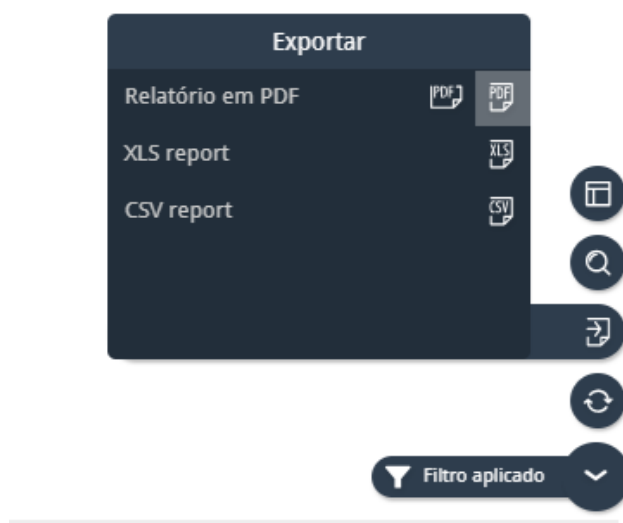 Exportar
Relatório em PDF PDF PDF
XLS report XLS
CSV report CSV
Filtro aplicado